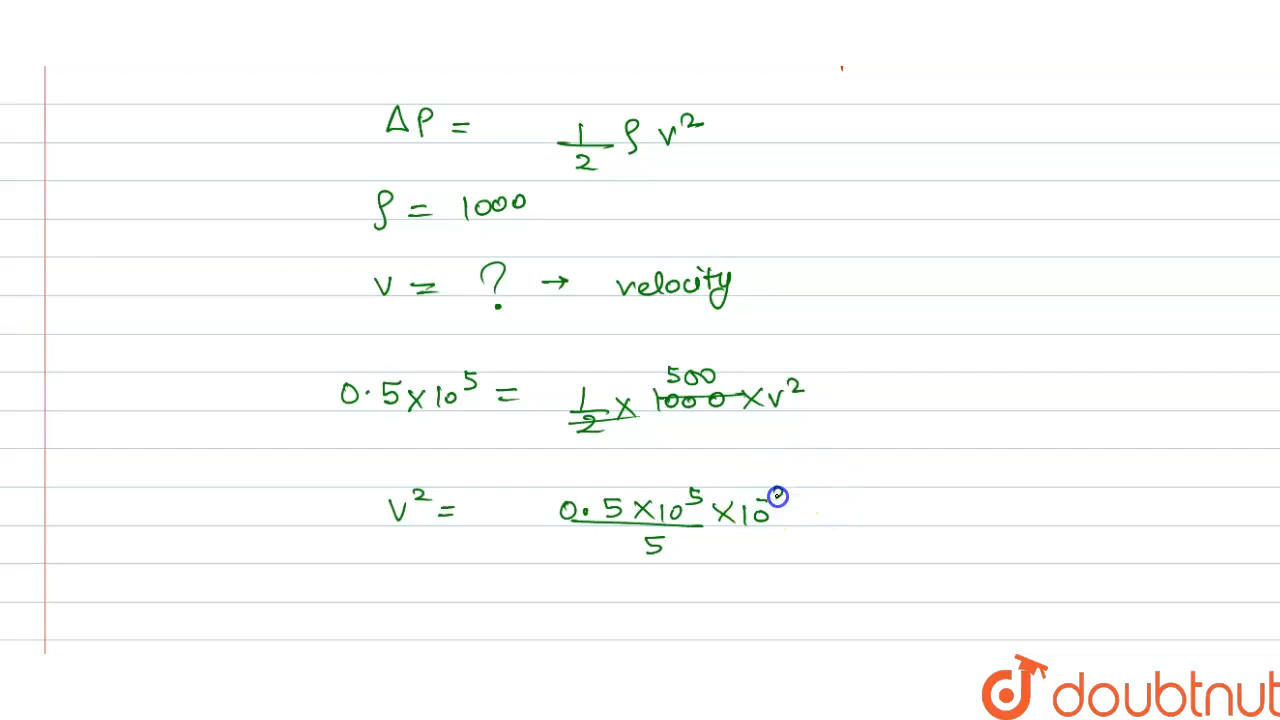 ΔP = 1/2 ρ v²
ρ = 1000
v = ? → velocity
0.5×10⁵ = 1/2 × 1000 500 × v²
v² = 0.5×10⁵/5 ×10⁻²
doubtnut